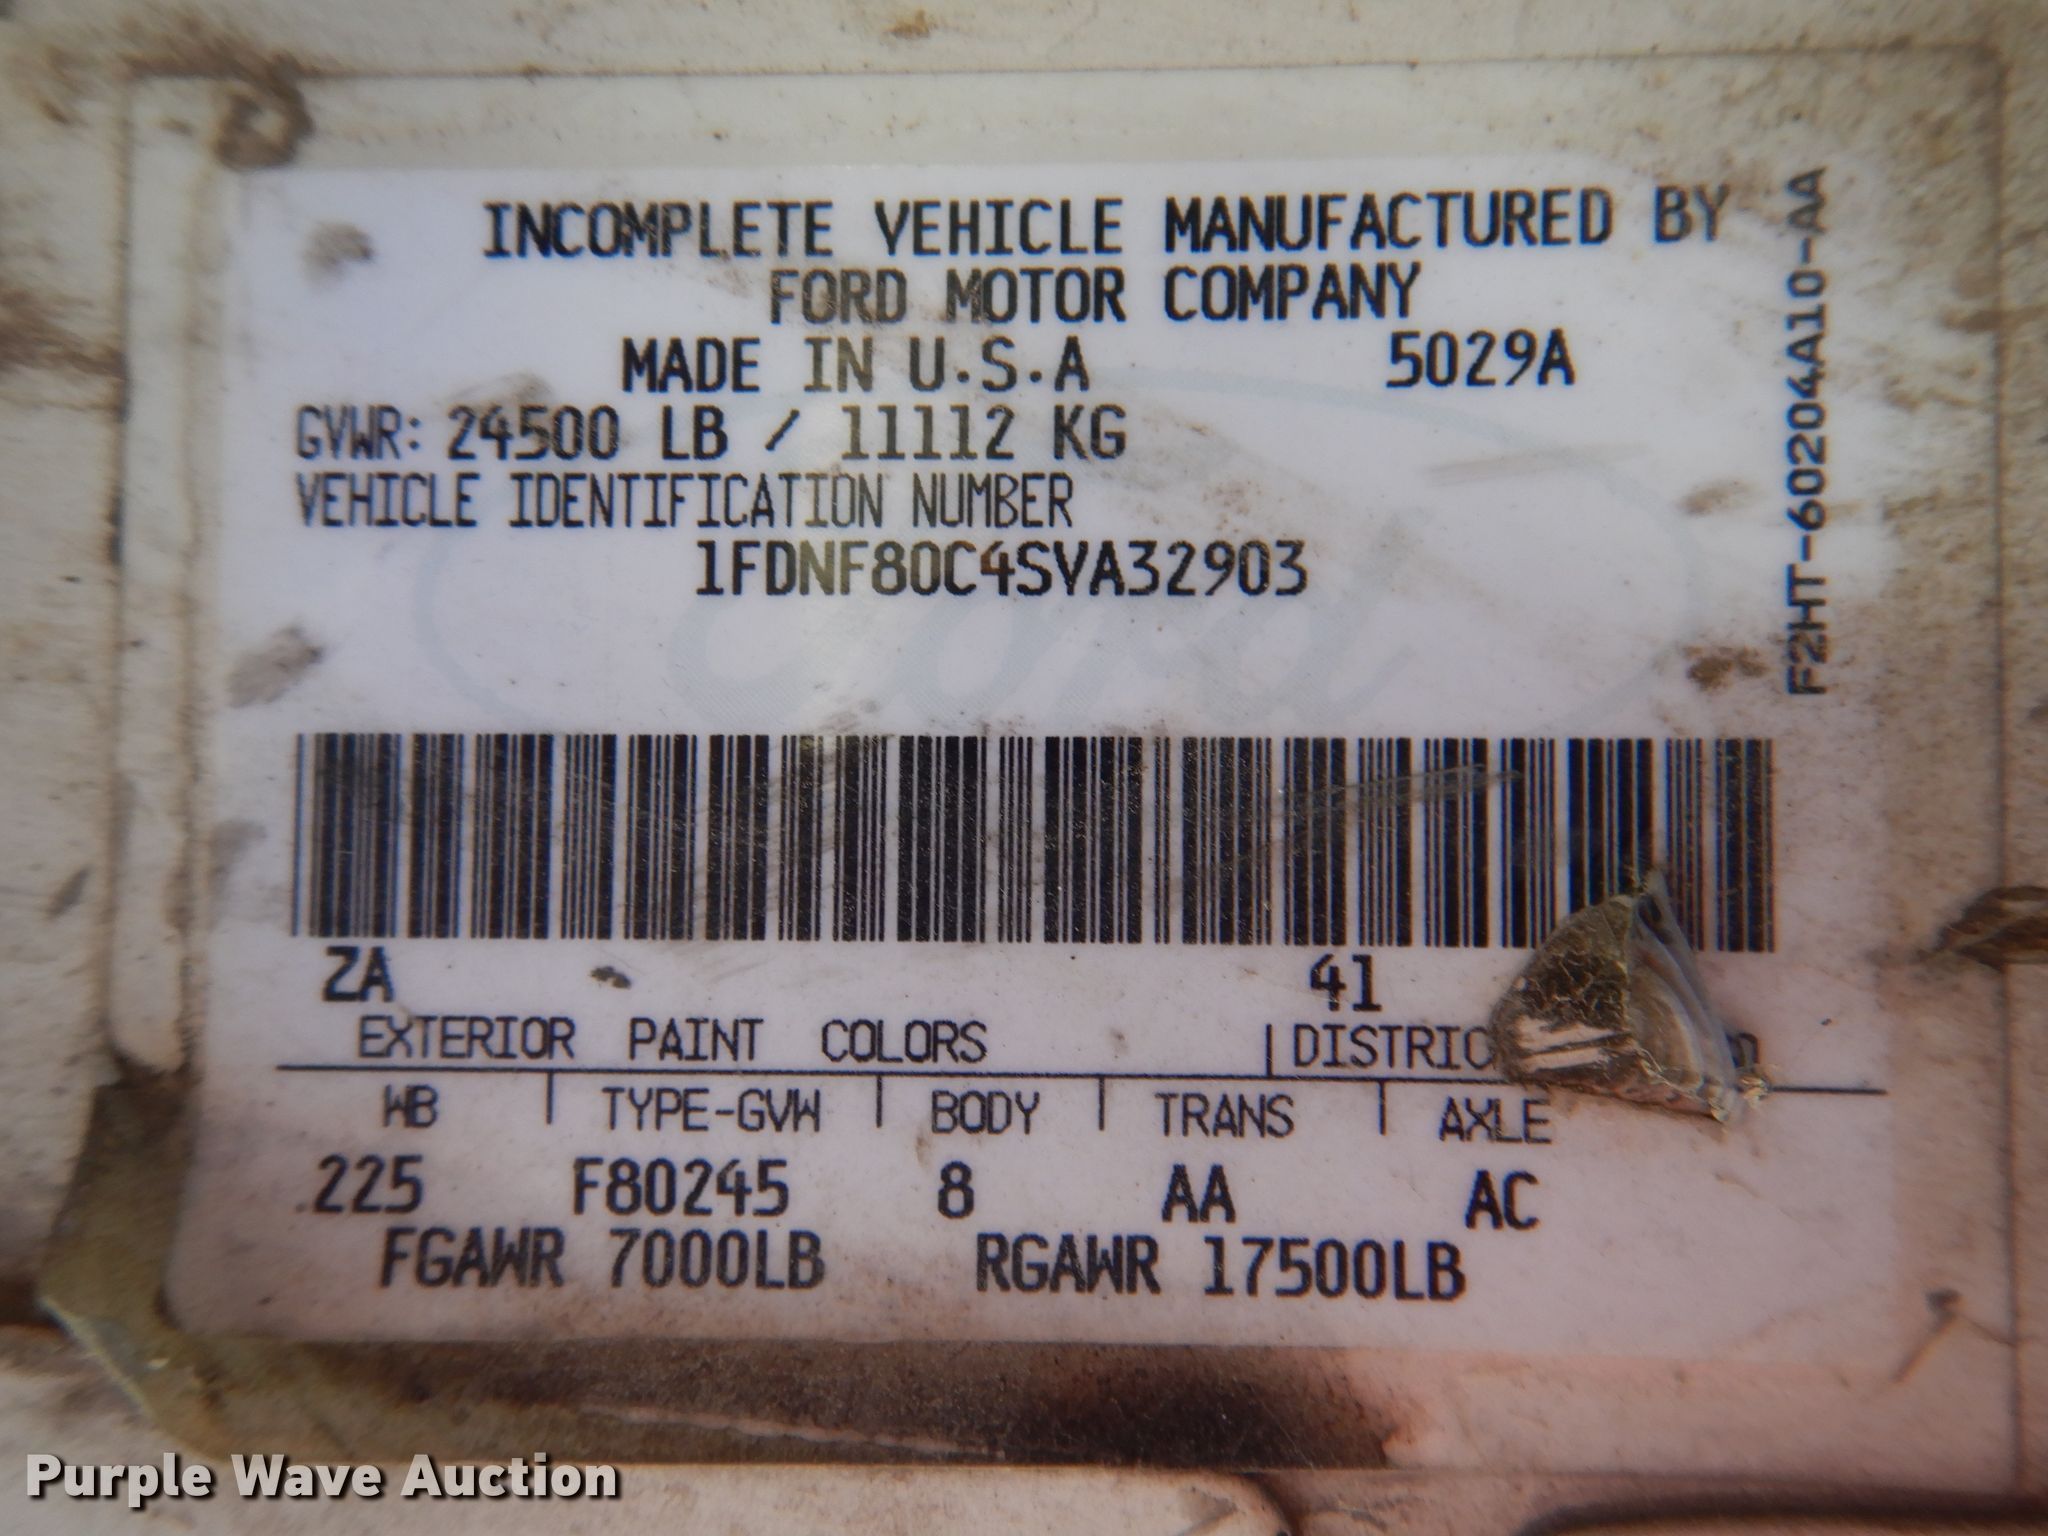 INCOMPLETE VEHICLE MANUFACTURED BY
FORD MOTOR COMPANY
MADE IN U.S.A 5029A
GVWR: 24500 LB / 11112 KG
VEHICLE IDENTIFICATION NUMBER
1FDNF80C4SVA32903
F2HT-60204A10-AA
Ford
ZA 41
EXTERIOR PAINT COLORS
WB TYPE-GVW BODY TRANS AXLE
225 F80245 8 AA AC
FGAWR 7000LB RGAWR 17500LB
Purple Wave Auction